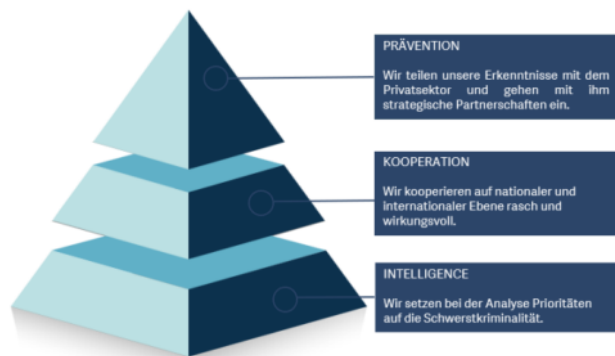 PRÄVENTION
Wir teilen unsere Erkenntnisse mit dem
Privatsektor und gehen mit ihm
strategische Partnerschaften ein.
KOOPERATION
Wir kooperieren auf nationaler und
internationaler Ebene rasch und
wirkungsvoll.
INTELLIGENCE
Wir setzen bei der Analyse Prioritäten
auf die Schwerstkriminalität.